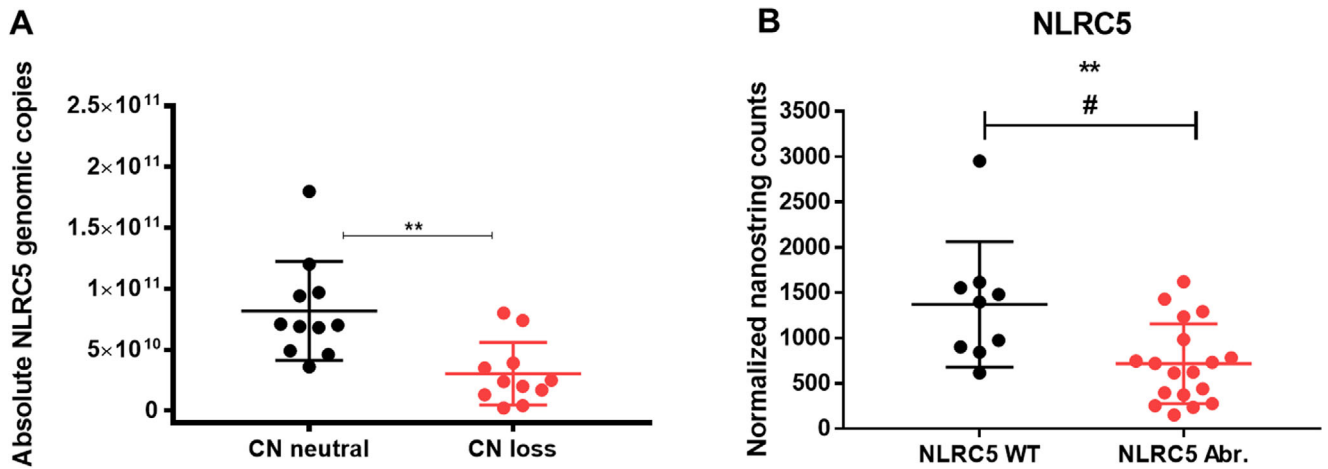 A
Absolute NLRC5 genomic copies
2.5×10¹¹
2×10¹¹
1.5×10¹¹
1×10¹¹
5×10¹⁰
0
**
CN neutral
CN loss
B
NLRC5
**
#
Normalized nanostring counts
3500
3000
2000
1500
1000
500
0
NLRC5 WT
NLRC5 Abr.